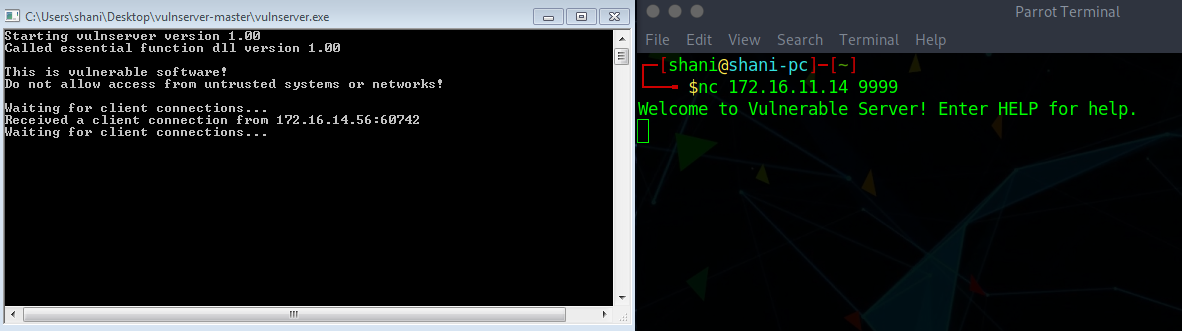 C:\Users\shani\Desktop\vulnserver-master\vulnserver.exe
Starting vulnserver version 1.00
Called essential function dll version 1.00
This is vulnerable software!
Do not allow access from untrusted systems or networks!
Waiting for client connections...
Received a client connection from 172.16.14.56:60742
Waiting for client connections...
Parrot Terminal
File Edit View Search Terminal Help
[shani@shani-pc]-[~]
$nc 172.16.11.14 9999
Welcome to Vulnerable Server! Enter HELP for help.